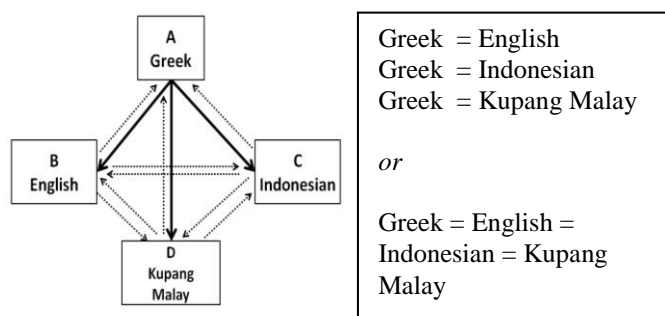 A
Greek
B
English
C
Indonesian
D
Kupang
Malay
Greek = English
Greek = Indonesian
Greek = Kupang Malay
or
Greek = English =
Indonesian = Kupang
Malay